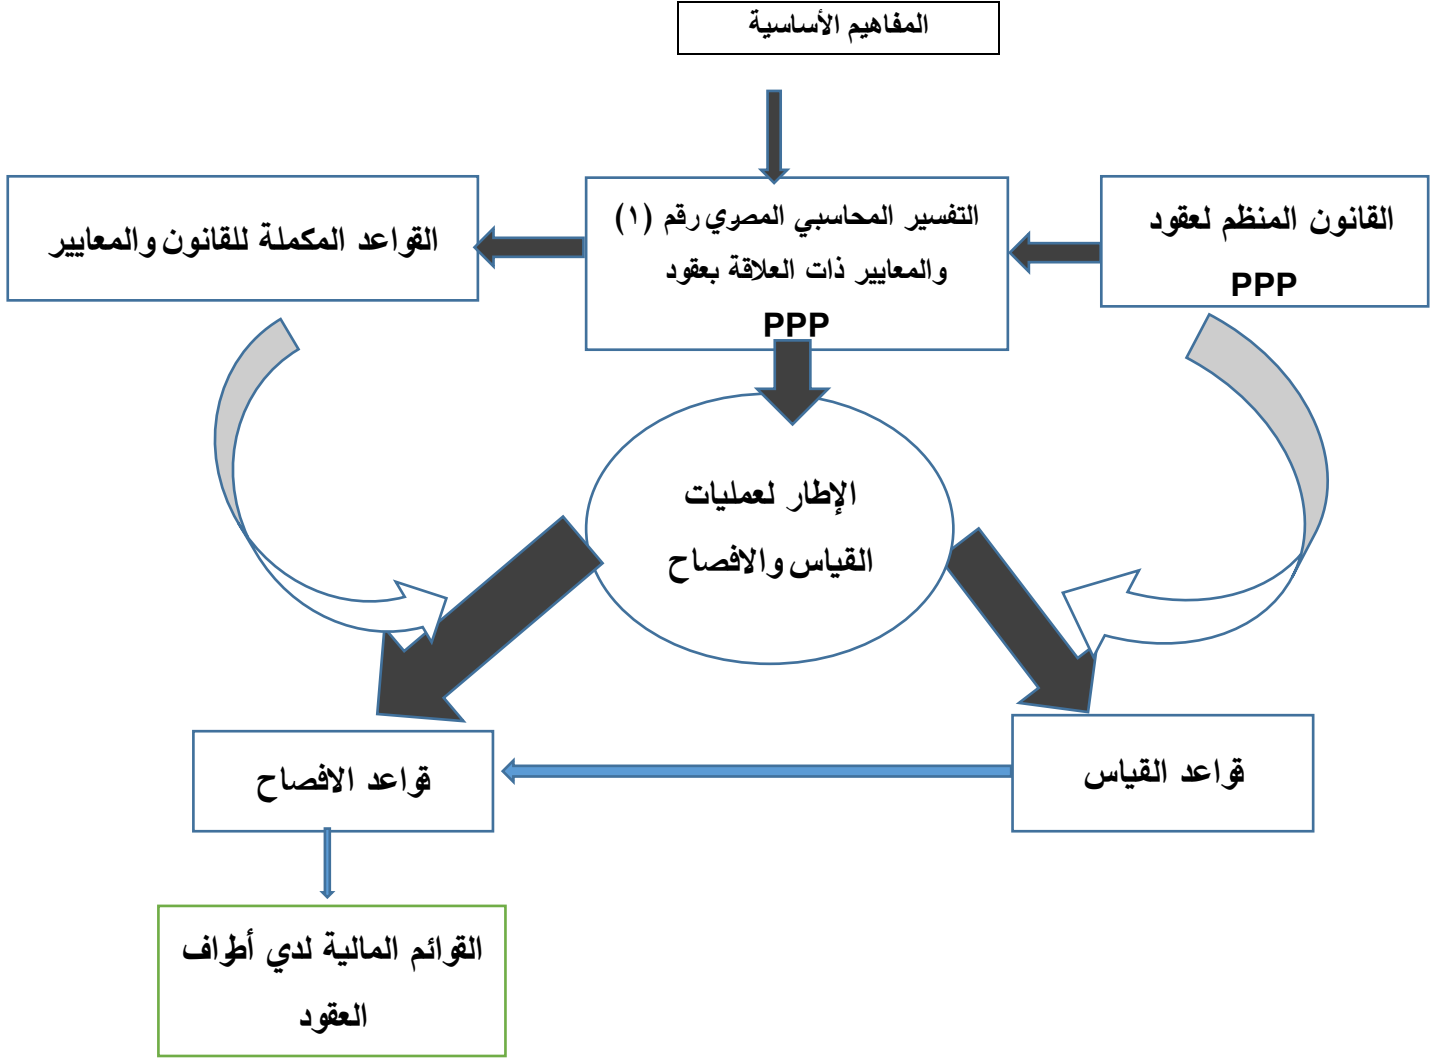 المفاهيم الأساسية
القانون المنظم لعقود
PPP
التفسير المحاسبي المصري رقم (١)
والمعايير ذات العلاقة بعقود
PPP
القواعد المكملة للقانون والمعايير
الإطار لعمليات
القياس والافصاح
قواعد القياس
قواعد الافصاح
القوائم المالية لدي أطراف
العقود